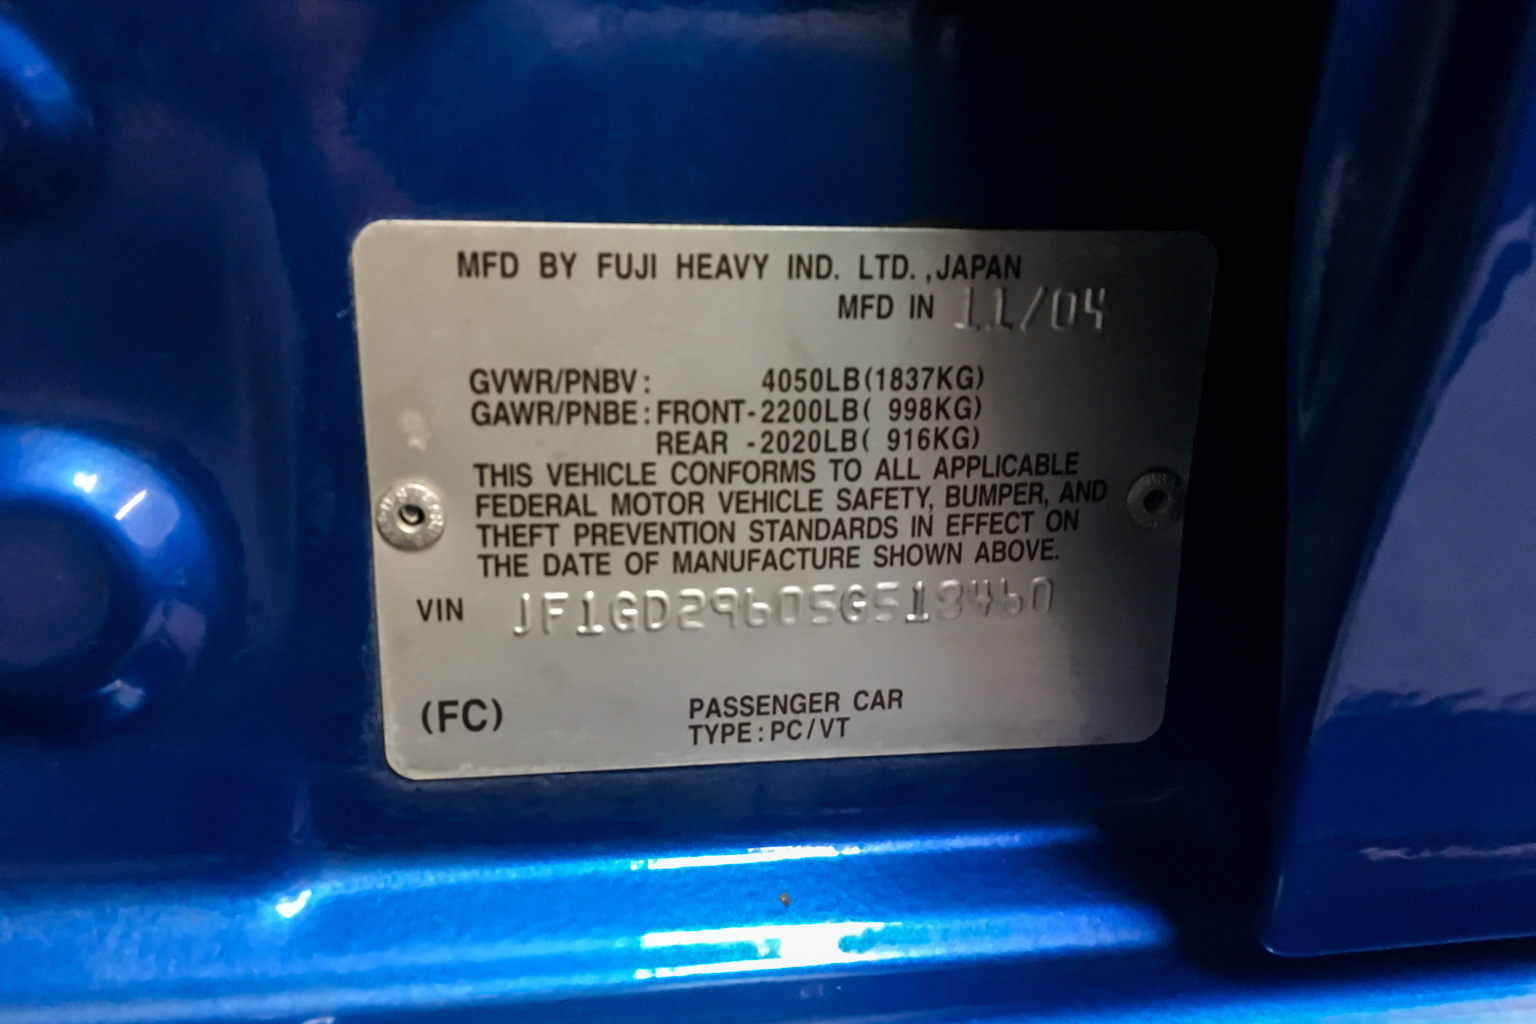 MFD BY FUJI HEAVY IND. LTD.,JAPAN
MFD IN 11/04
GVWR/PNBV: 4050LB(1837KG)
GAWR/PNBE:FRONT-2200LB( 998KG)
REAR -2020LB( 916KG)
THIS VEHICLE CONFORMS TO ALL APPLICABLE
FEDERAL MOTOR VEHICLE SAFETY, BUMPER, AND
THEFT PREVENTION STANDARDS IN EFFECT ON
THE DATE OF MANUFACTURE SHOWN ABOVE.
VIN JF1GD29605G518460
(FC)
PASSENGER CAR
TYPE:PC/VT